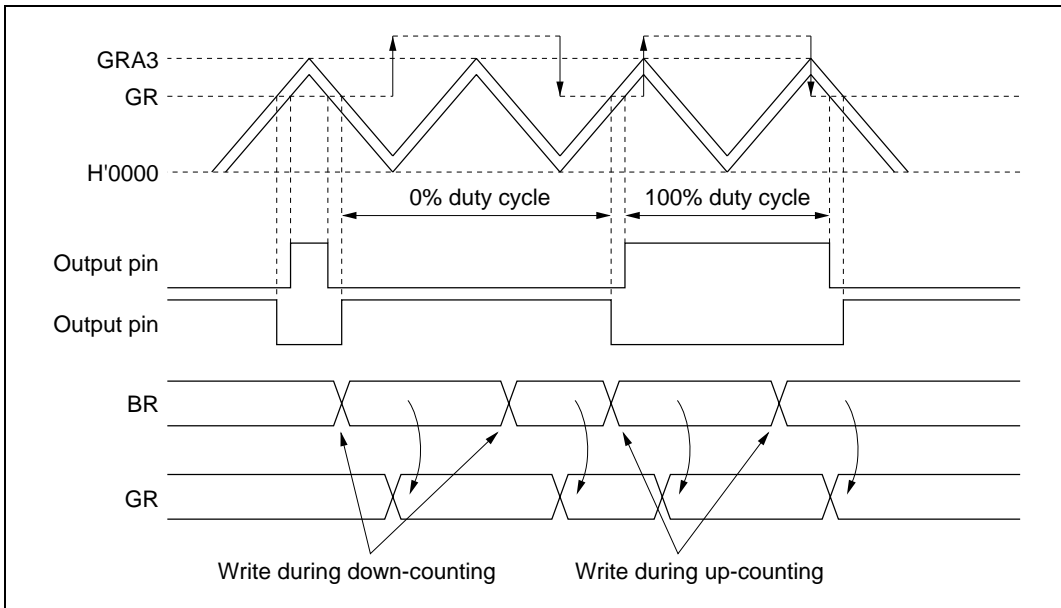 GRA3
GR
H'0000
0% duty cycle
100% duty cycle
Output pin
Output pin
BR
GR
Write during down-counting
Write during up-counting